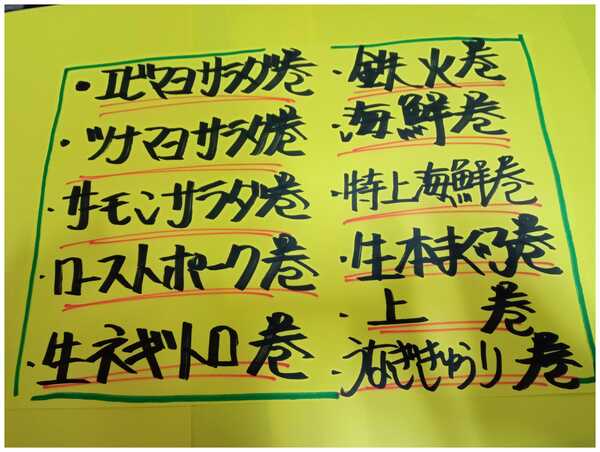 ・エビマヨサラダ巻
・ツナマヨサラダ巻
・サーモンサラダ巻
・ローストポーク巻
・生ネギトロ巻
・鉄火巻
・海鮮巻
・特上海鮮巻
・生本まぐろ巻
・上 巻
・うなぎきゅうり巻